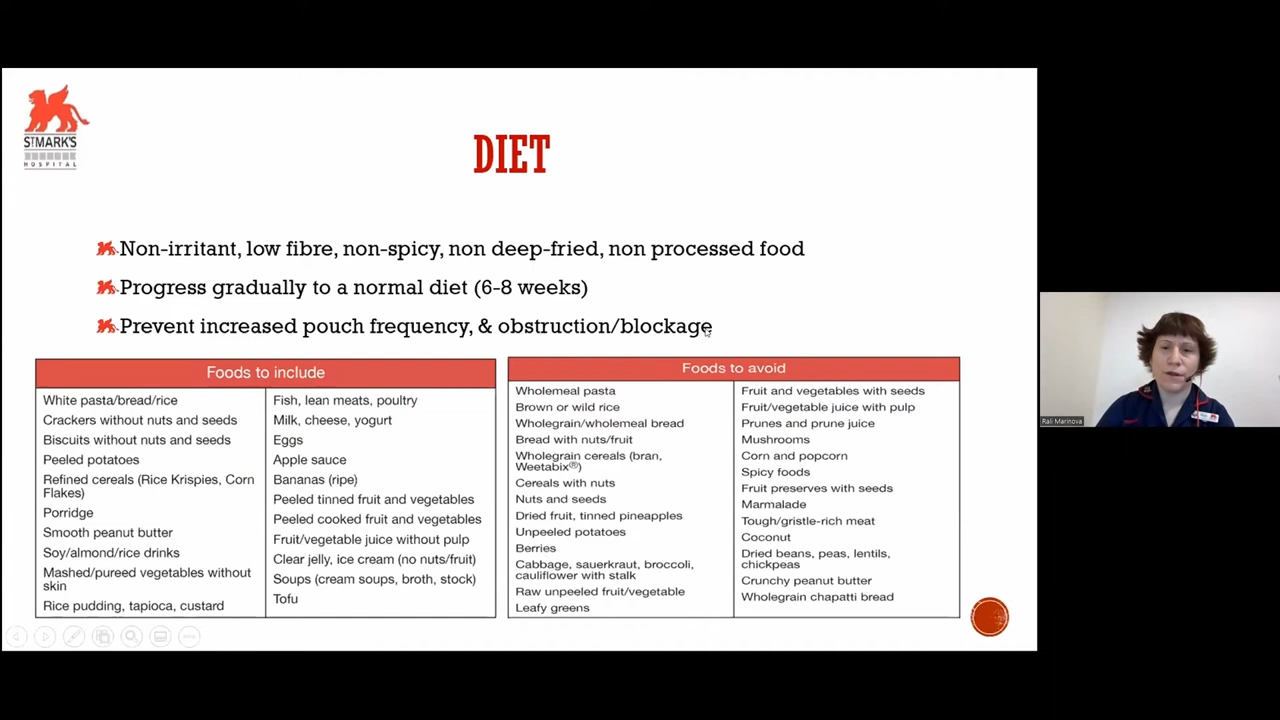 ST MARK'S
HOSPITAL
DIET
Non-irritant, low fibre, non-spicy, non deep-fried, non processed food
Progress gradually to a normal diet (6-8 weeks)
Prevent increased pouch frequency, & obstruction/blockage
Foods to include
White pasta/bread/rice
Crackers without nuts and seeds
Biscuits without nuts and seeds
Peeled potatoes
Refined cereals (Rice Krispies, Corn
Flakes)
Porridge
Smooth peanut butter
Soy/almond/rice drinks
Mashed/pureed vegetables without
skin
Rice pudding, tapioca, custard
Fish, lean meats, poultry
Milk, cheese, yogurt
Eggs
Apple sauce
Bananas (ripe)
Peeled tinned fruit and vegetables
Peeled cooked fruit and vegetables
Fruit/vegetable juice without pulp
Clear jelly, ice cream (no nuts/fruit)
Soups (cream soups, broth, stock)
Tofu
Foods to avoid
Wholemeal pasta
Brown or wild rice
Wholegrain/wholemeal bread
Bread with nuts/fruit
Wholegrain cereals (bran,
Weetabix®)
Cereals with nuts
Nuts and seeds
Dried fruit, tinned pineapples
Unpeeled potatoes
Berries
Cabbage, sauerkraut, broccoli,
cauliflower with stalk
Raw unpeeled fruit/vegetable
Leafy greens
Fruit and vegetables with seeds
Fruit/vegetable juice with pulp
Prunes and prune juice
Mushrooms
Corn and popcorn
Spicy foods
Fruit preserves with seeds
Marmalade
Tough/gristle-rich meat
Coconut
Dried beans, peas, lentils,
chickpeas
Crunchy peanut butter
Wholegrain chapatti bread
Rali Marinova